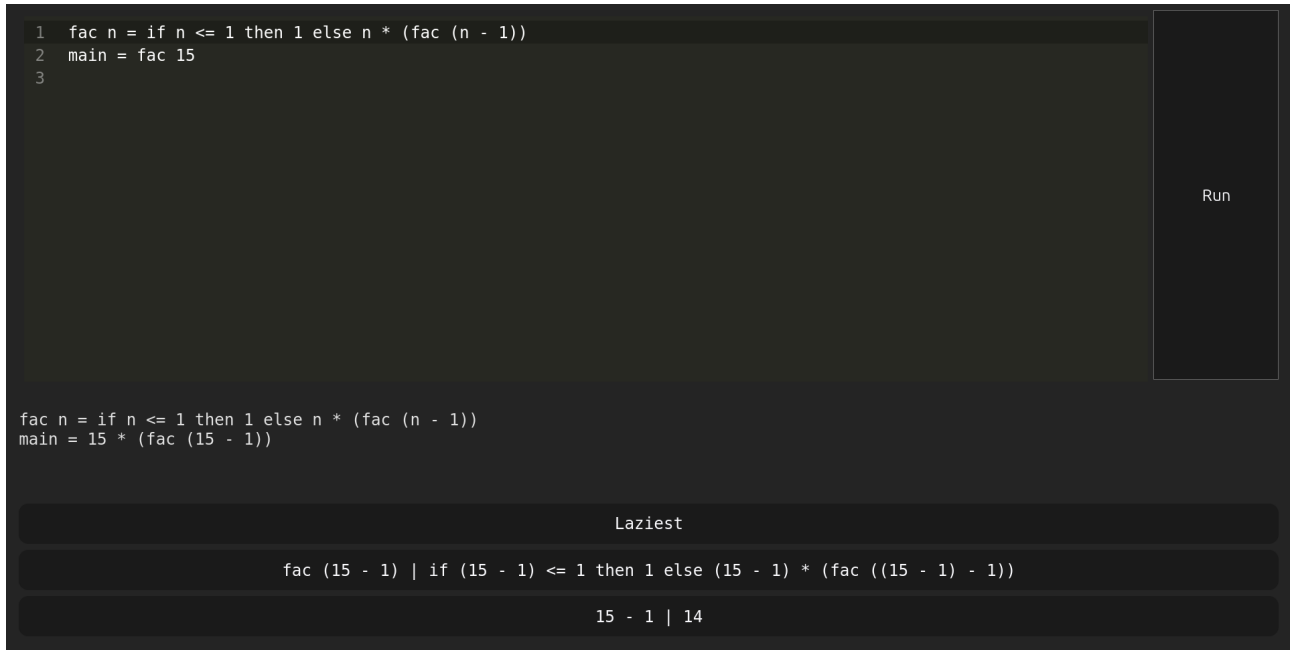 1 fac n = if n <= 1 then 1 else n * (fac (n - 1))
2 main = fac 15
3
Run
fac n = if n <= 1 then 1 else n * (fac (n - 1))
main = 15 * (fac (15 - 1))
Laziest
fac (15 - 1) | if (15 - 1) <= 1 then 1 else (15 - 1) * (fac ((15 - 1) - 1))
15 - 1 | 14